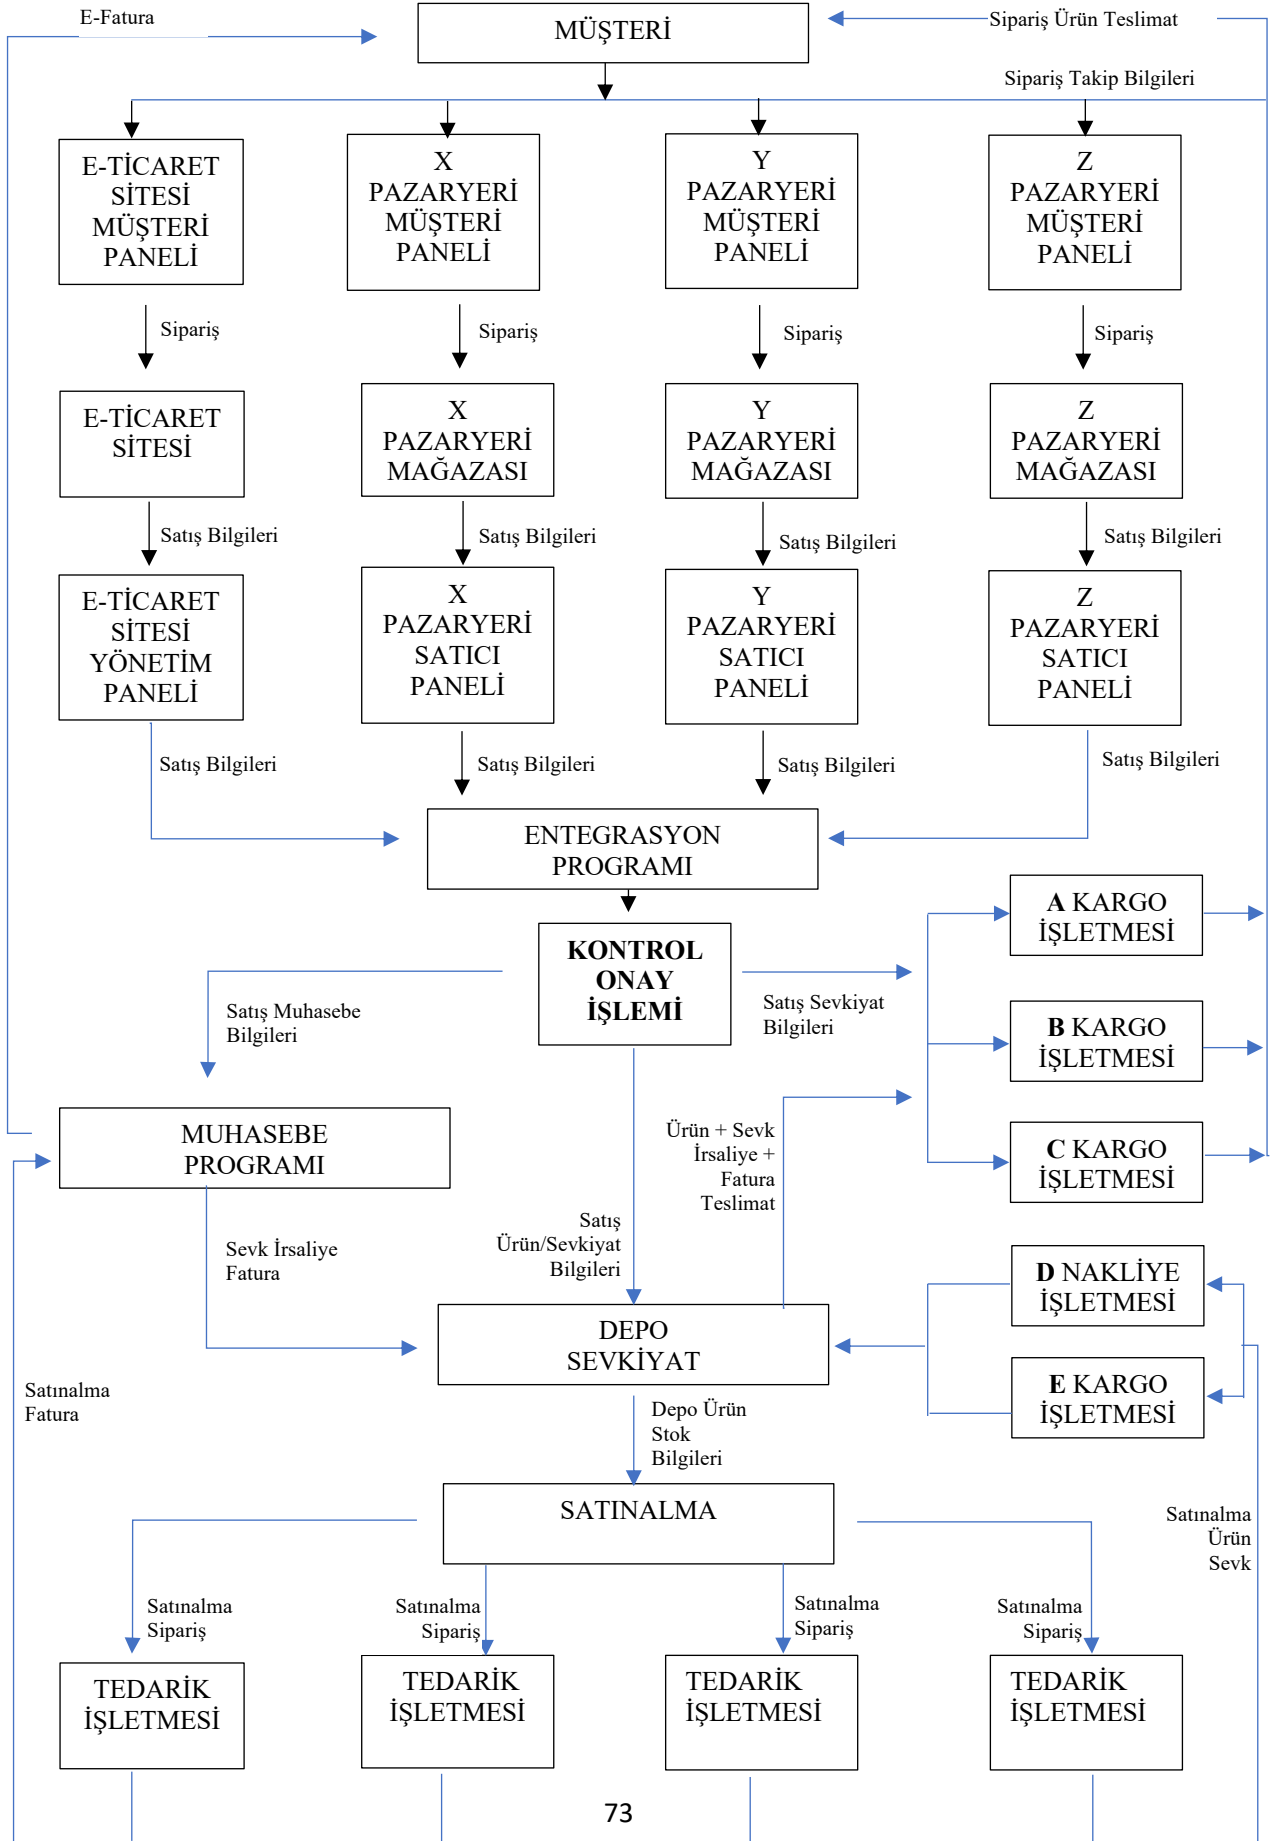 E-Fatura
MÜŞTERİ
Sipariş Ürün Teslimat
Sipariş Takip Bilgileri
E-TİCARET
SİTESİ
MÜŞTERİ
PANELİ
X
PAZARYERİ
MÜŞTERİ
PANELİ
Y
PAZARYERİ
MÜŞTERİ
PANELİ
Z
PAZARYERİ
MÜŞTERİ
PANELİ
Sipariş
Sipariş
Sipariş
Sipariş
E-TİCARET
SİTESİ
X
PAZARYERİ
MAĞAZASI
Y
PAZARYERİ
MAĞAZASI
Z
PAZARYERİ
MAĞAZASI
Satış Bilgileri
Satış Bilgileri
Satış Bilgileri
Satış Bilgileri
E-TİCARET
SİTESİ
YÖNETİM
PANELİ
X
PAZARYERİ
SATICI
PANELİ
Y
PAZARYERİ
SATICI
PANELİ
Z
PAZARYERİ
SATICI
PANELİ
Satış Bilgileri
Satış Bilgileri
Satış Bilgileri
Satış Bilgileri
ENTEGRASYON
PROGRAMI
A KARGO
İŞLETMESİ
KONTROL
ONAY
İŞLEMİ
Satış Muhasebe
Bilgileri
Satış Sevkiyat
Bilgileri
B KARGO
İŞLETMESİ
MUHASEBE
PROGRAMI
Ürün + Sevk
İrsaliye +
Fatura
Teslimat
C KARGO
İŞLETMESİ
Sevk İrsaliye
Fatura
Satış
Ürün/Sevkiyat
Bilgileri
D NAKLİYE
İŞLETMESİ
DEPO
SEVKİYAT
E KARGO
İŞLETMESİ
Satınalma
Fatura
Depo Ürün
Stok
Bilgileri
SATINALMA
Satınalma
Ürün
Sevk
Satınalma
Sipariş
Satınalma
Sipariş
Satınalma
Sipariş
Satınalma
Sipariş
TEDARİK
İŞLETMESİ
TEDARİK
İŞLETMESİ
TEDARİK
İŞLETMESİ
TEDARİK
İŞLETMESİ
73